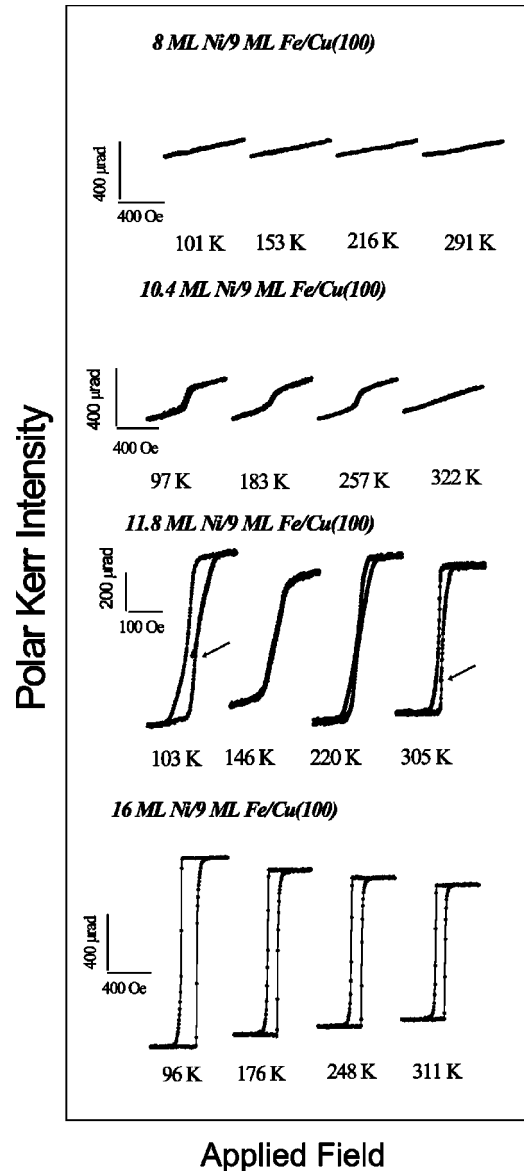 Polar Kerr Intensity
8 ML Ni/9 ML Fe/Cu(100)
400 μrad
400 Oe
101 K 153 K 216 K 291 K
10.4 ML Ni/9 ML Fe/Cu(100)
400 μrad
400 Oe
97 K 183 K 257 K 322 K
11.8 ML Ni/9 ML Fe/Cu(100)
200 μrad
100 Oe
103 K 146 K 220 K 305 K
16 ML Ni/9 ML Fe/Cu(100)
400 μrad
400 Oe
96 K 176 K 248 K 311 K
Applied Field